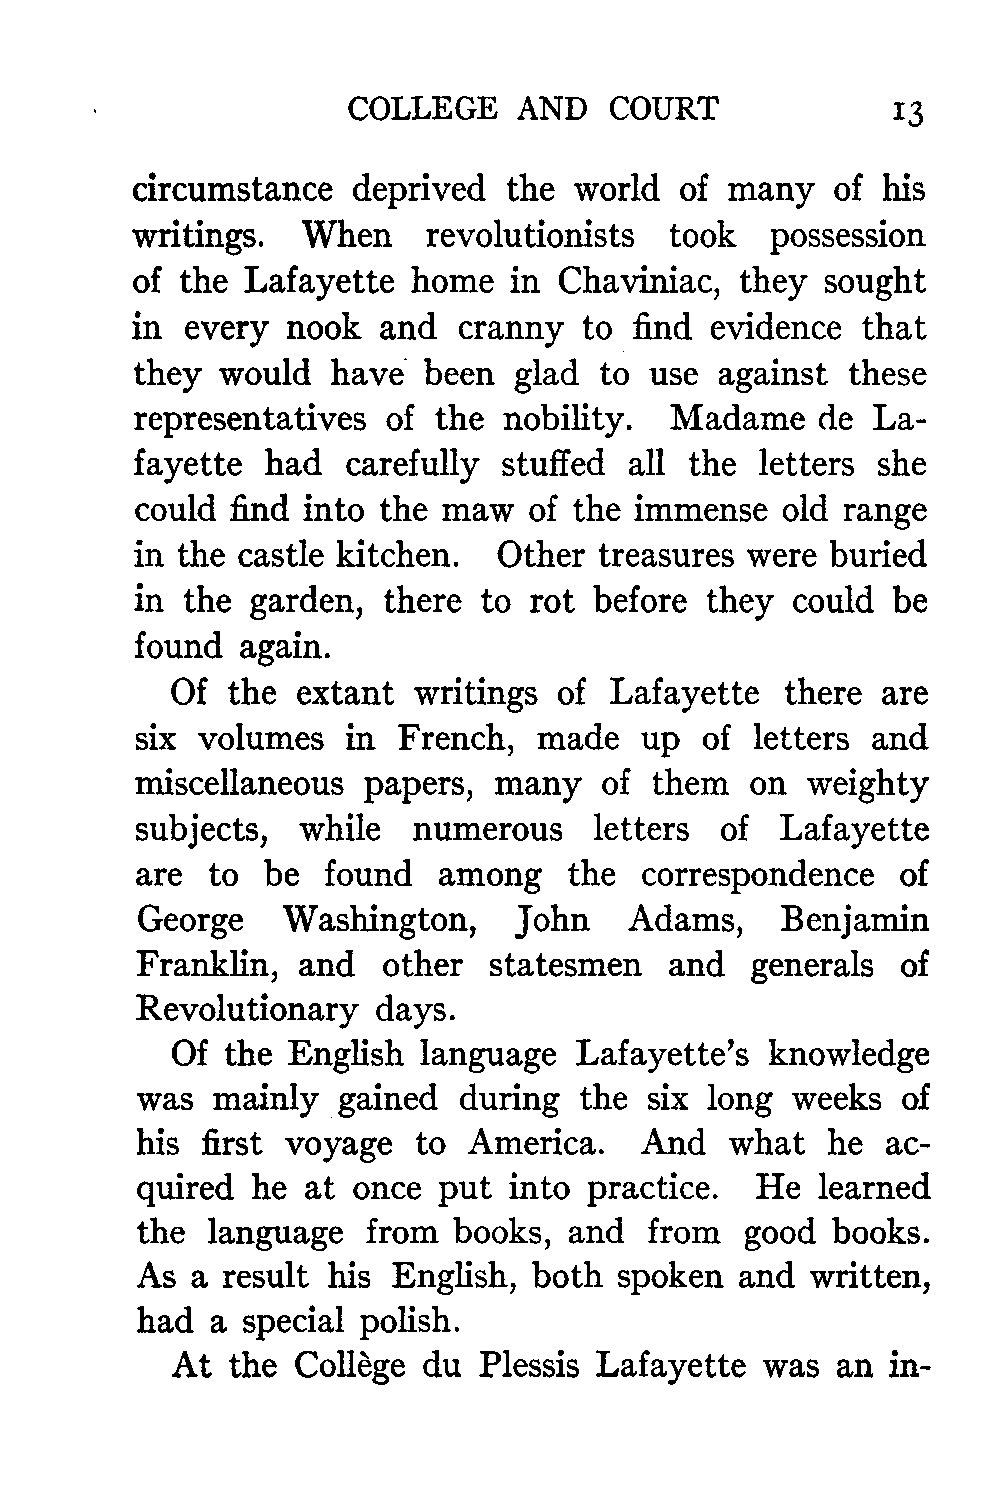 COLLEGE AND COURT 13
circumstance deprived the world of many of his
writings. When revolutionists took possession
of the Lafayette home in Chaviniac, they sought
in every nook and cranny to find evidence that
they would have been glad to use against these
representatives of the nobility. Madame de La-
fayette had carefully stuffed all the letters she
could find into the maw of the immense old range
in the castle kitchen. Other treasures were buried
in the garden, there to rot before they could be
found again.
Of the extant writings of Lafayette there are
six volumes in French, made up of letters and
miscellaneous papers, many of them on weighty
subjects, while numerous letters of Lafayette
are to be found among the correspondence of
George Washington, John Adams, Benjamin
Franklin, and other statesmen and generals of
Revolutionary days.
Of the English language Lafayette's knowledge
was mainly gained during the six long weeks of
his first voyage to America. And what he ac-
quired he at once put into practice. He learned
the language from books, and from good books.
As a result his English, both spoken and written,
had a special polish.
At the Collège du Plessis Lafayette was an in-